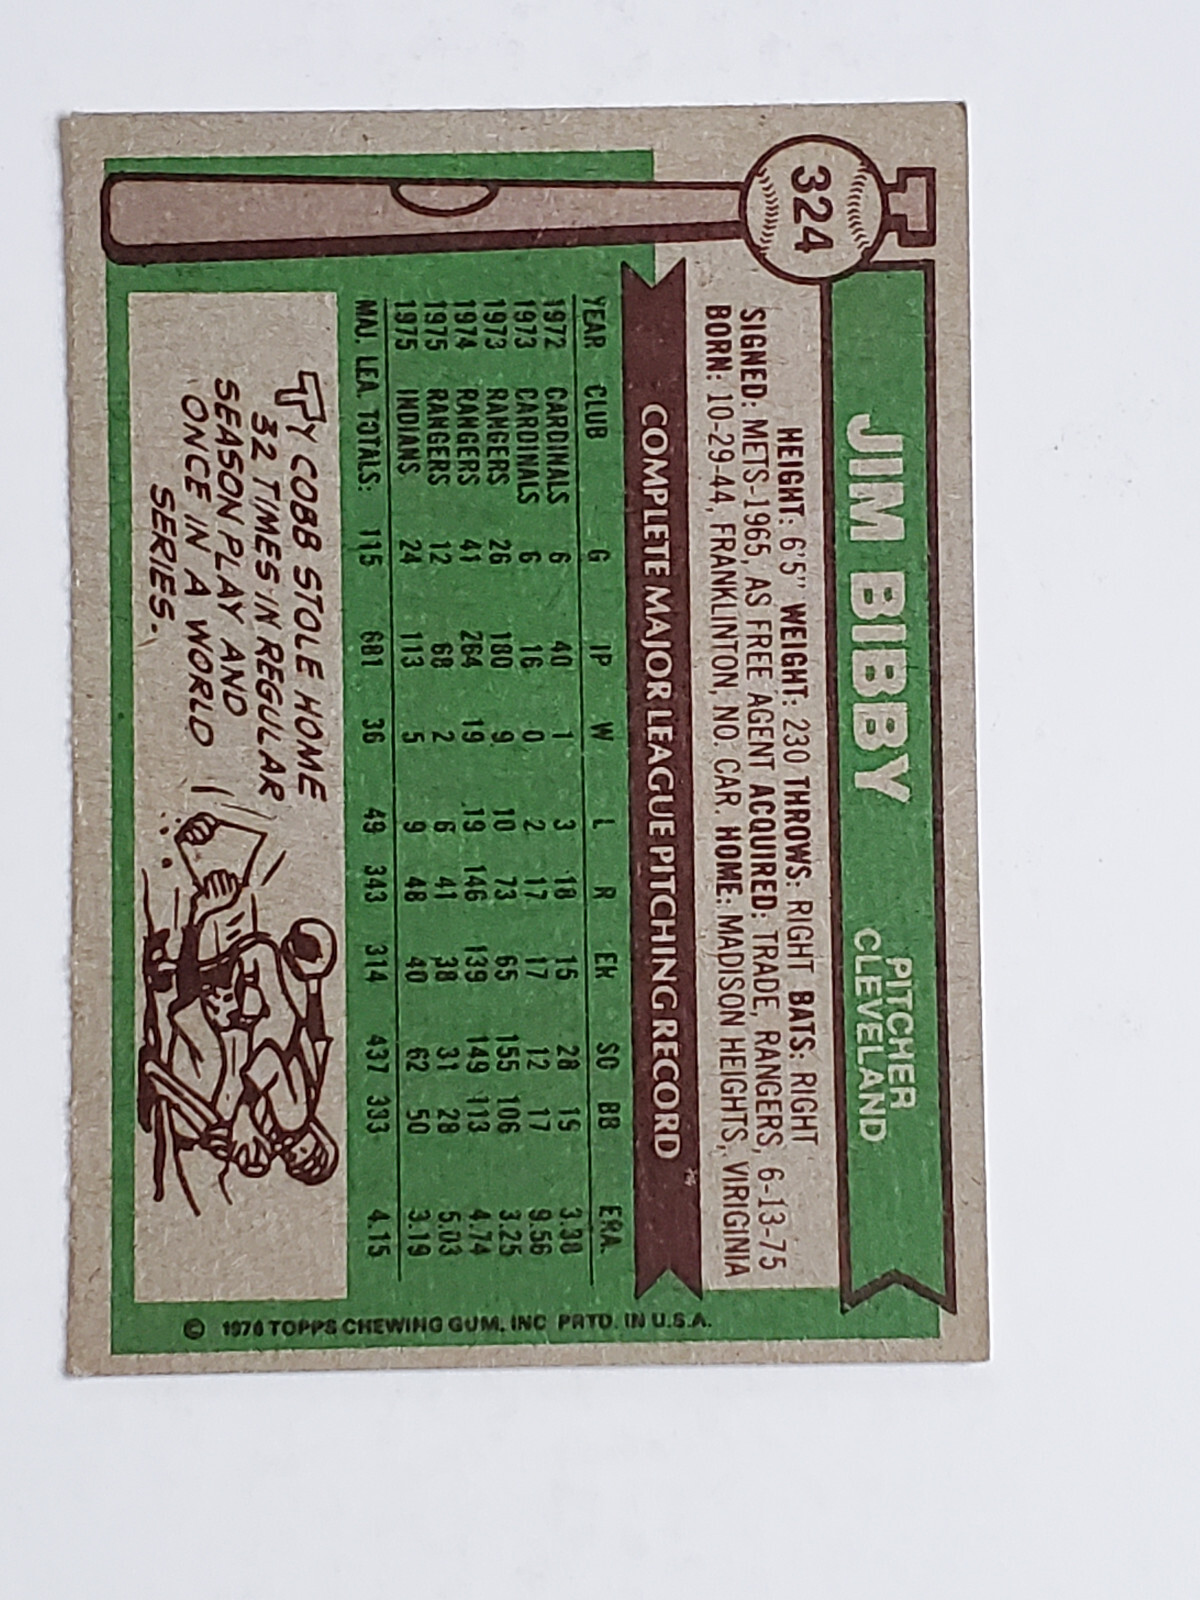 324
JIM BIBBY
PITCHER
CLEVELAND
HEIGHT: 6'5" WEIGHT: 230 THROWS: RIGHT BATS: RIGHT
SIGNED: METS-1965, AS FREE AGENT ACQUIRED: TRADE, RANGERS, 6-13-75
BORN: 10-29-44, FRANKLINTON, NO. CAR. HOME: MADISON HEIGHTS, VIRIGINIA
COMPLETE MAJOR LEAGUE PITCHING RECORD
YEAR CLUB G IP W L R ER SO BB ERA.
1972 CARDINALS 6 40 1 3 18 15 28 15 3.38
1973 CARDINALS 6 16 0 2 17 17 12 17 9.56
1973 RANGERS 26 180 9 10 73 65 155 106 3.25
1974 RANGERS 41 264 19 19 146 139 149 113 4.74
1975 RANGERS 12 68 2 6 41 38 31 28 5.03
1975 INDIANS 24 113 5 9 48 40 62 50 3.19
MAJ. LEA. TOTALS: 115 681 36 49 343 314 437 333 4.15
TY COBB STOLE HOME
32 TIMES IN REGULAR
SEASON PLAY AND
ONCE IN A WORLD
SERIES.
© 1976 TOPPS CHEWING GUM, INC PRTD. IN U.S.A.